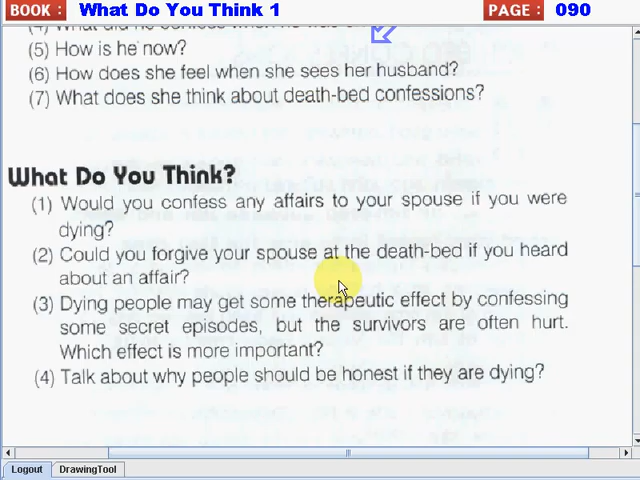 BOOK : What Do You Think 1 PAGE : 090
(5) How is he now?
(6) How does she feel when she sees her husband?
(7) What does she think about death-bed confessions?
What Do You Think?
(1) Would you confess any affairs to your spouse if you were
dying?
(2) Could you forgive your spouse at the death-bed if you heard
about an affair?
(3) Dying people may get some therapeutic effect by confessing
some secret episodes, but the survivors are often hurt.
Which effect is more important?
(4) Talk about why people should be honest if they are dying?
Logout DrawingTool